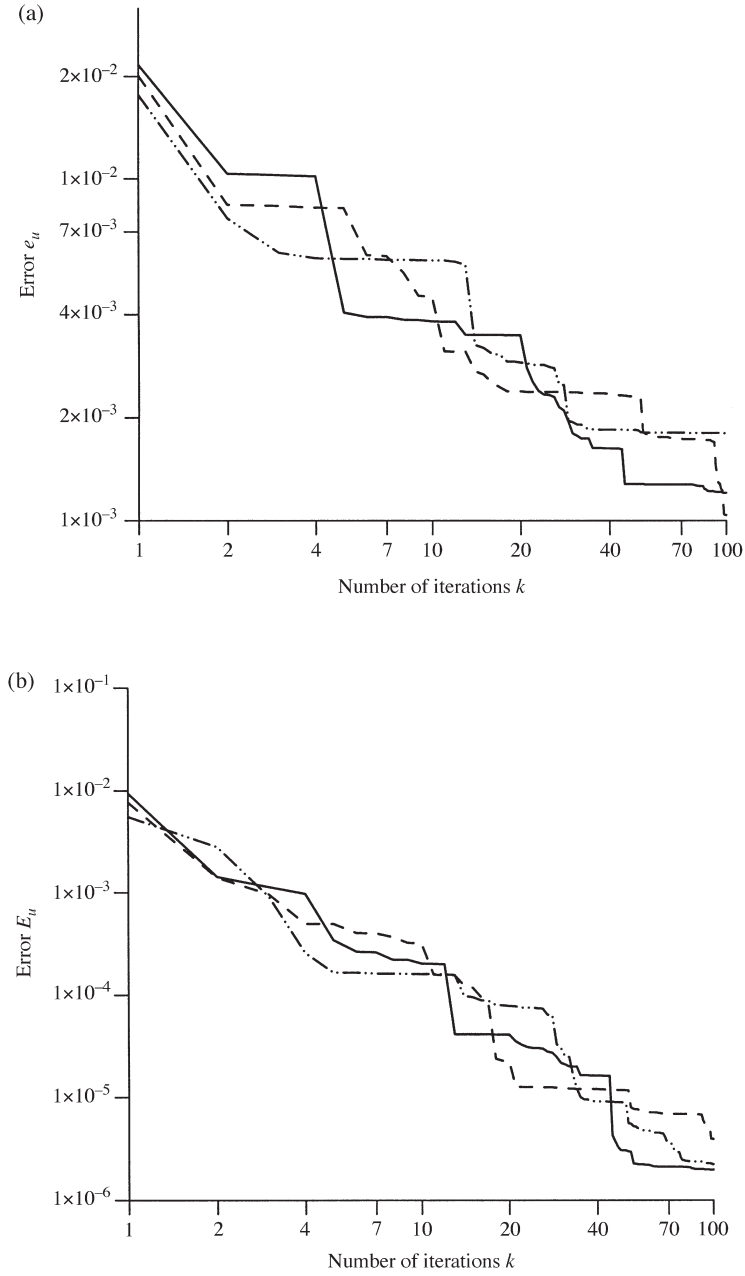 (a)
2×10⁻²
1×10⁻²
7×10⁻³
4×10⁻³
2×10⁻³
1×10⁻³
Error eᵤ
1 2 4 7 10 20 40 70 100
Number of iterations k
(b)
1×10⁻¹
1×10⁻²
1×10⁻³
1×10⁻⁴
1×10⁻⁵
1×10⁻⁶
Error Eᵤ
1 2 4 7 10 20 40 70 100
Number of iterations k